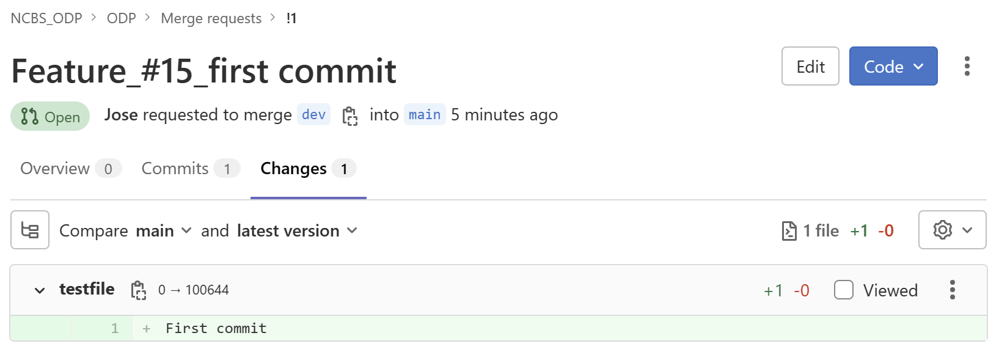 NCBS_ODP > ODP > Merge requests > !1
Feature_#15_first commit
Edit
Code
Open
Jose requested to merge dev into main 5 minutes ago
Overview 0
Commits 1
Changes 1
Compare main and latest version
1 file +1 -0
testfile 0 → 100644
+1 -0
Viewed
1 + First commit